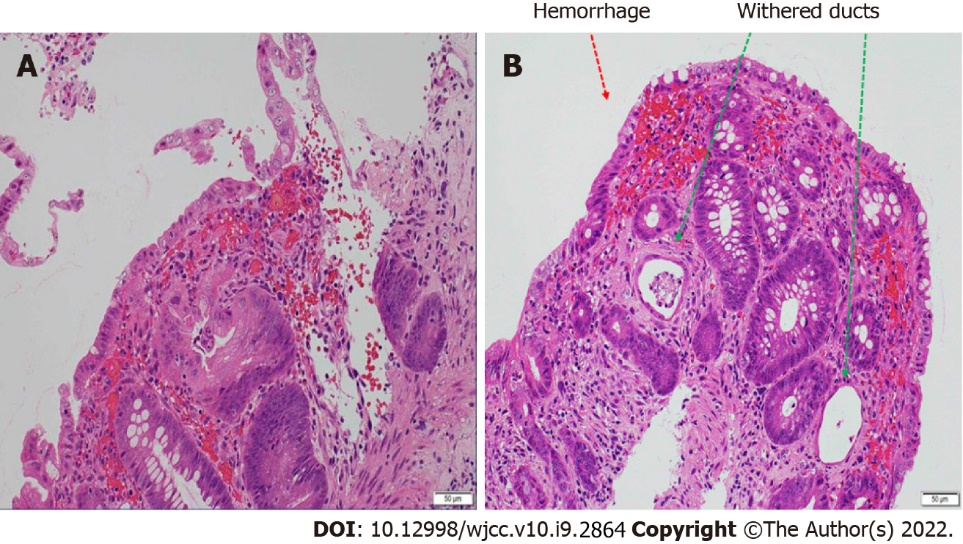 Hemorrhage Withered ducts
A
B
50 µm
50 µm
DOI: 10.12998/wjcc.v10.i9.2864 Copyright ©The Author(s) 2022.